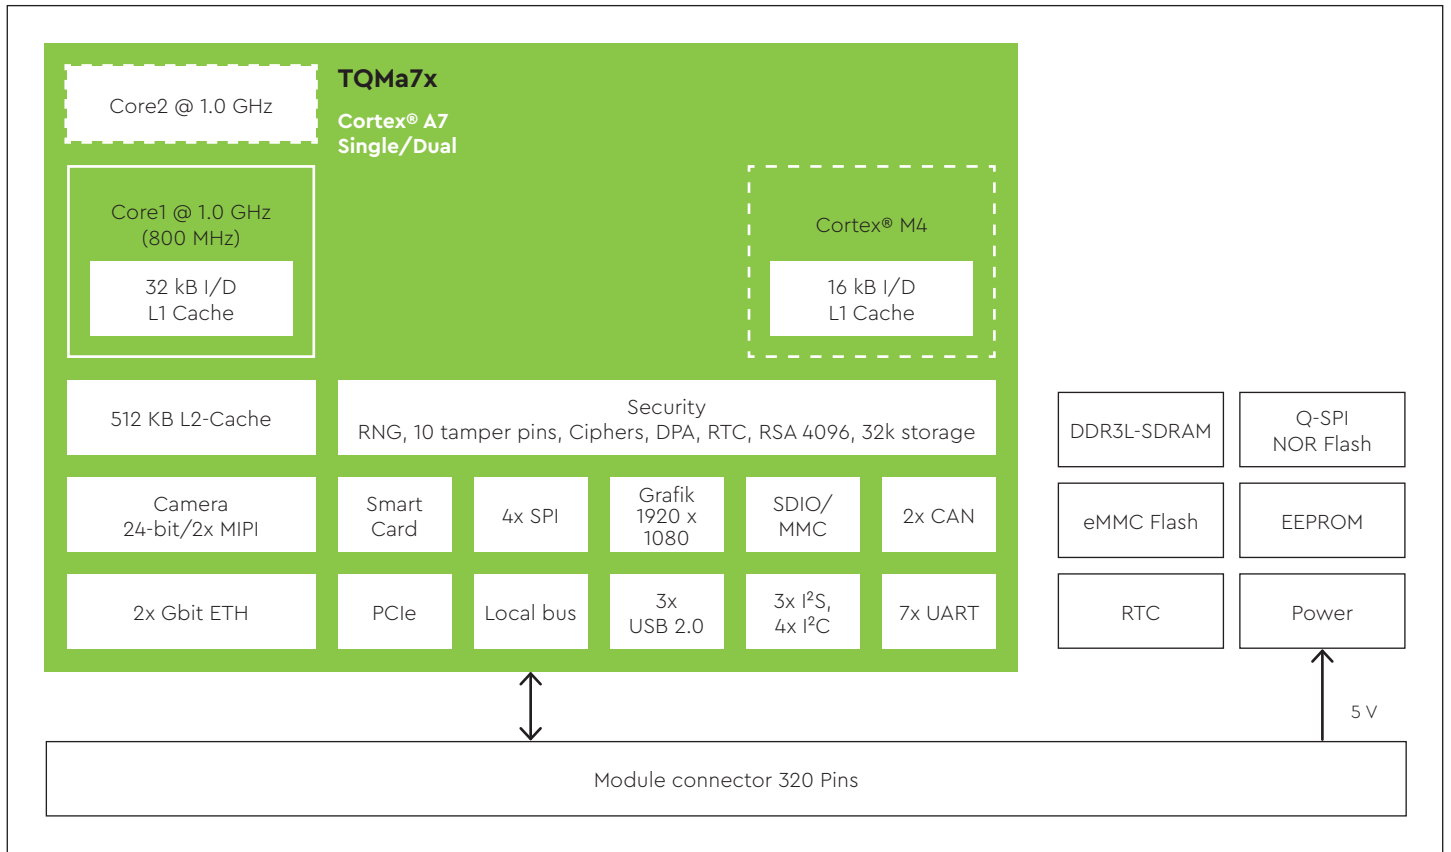 TQMa7x
Cortex® A7
Single/Dual
Core2 @ 1.0 GHz
Core1 @ 1.0 GHz
(800 MHz)
32 kB I/D
L1 Cache
Cortex® M4
16 kB I/D
L1 Cache
512 KB L2-Cache
Security
RNG, 10 tamper pins, Ciphers, DPA, RTC, RSA 4096, 32k storage
Camera
24-bit/2x MIPI
Smart
Card
4x SPI
Grafik
1920 x
1080
SDIO/
MMC
2x CAN
2x Gbit ETH
PCIe
Local bus
3x
USB 2.0
3x I²S,
4x I²C
7x UART
DDR3L-SDRAM
Q-SPI
NOR Flash
eMMC Flash
EEPROM
RTC
Power
5 V
Module connector 320 Pins